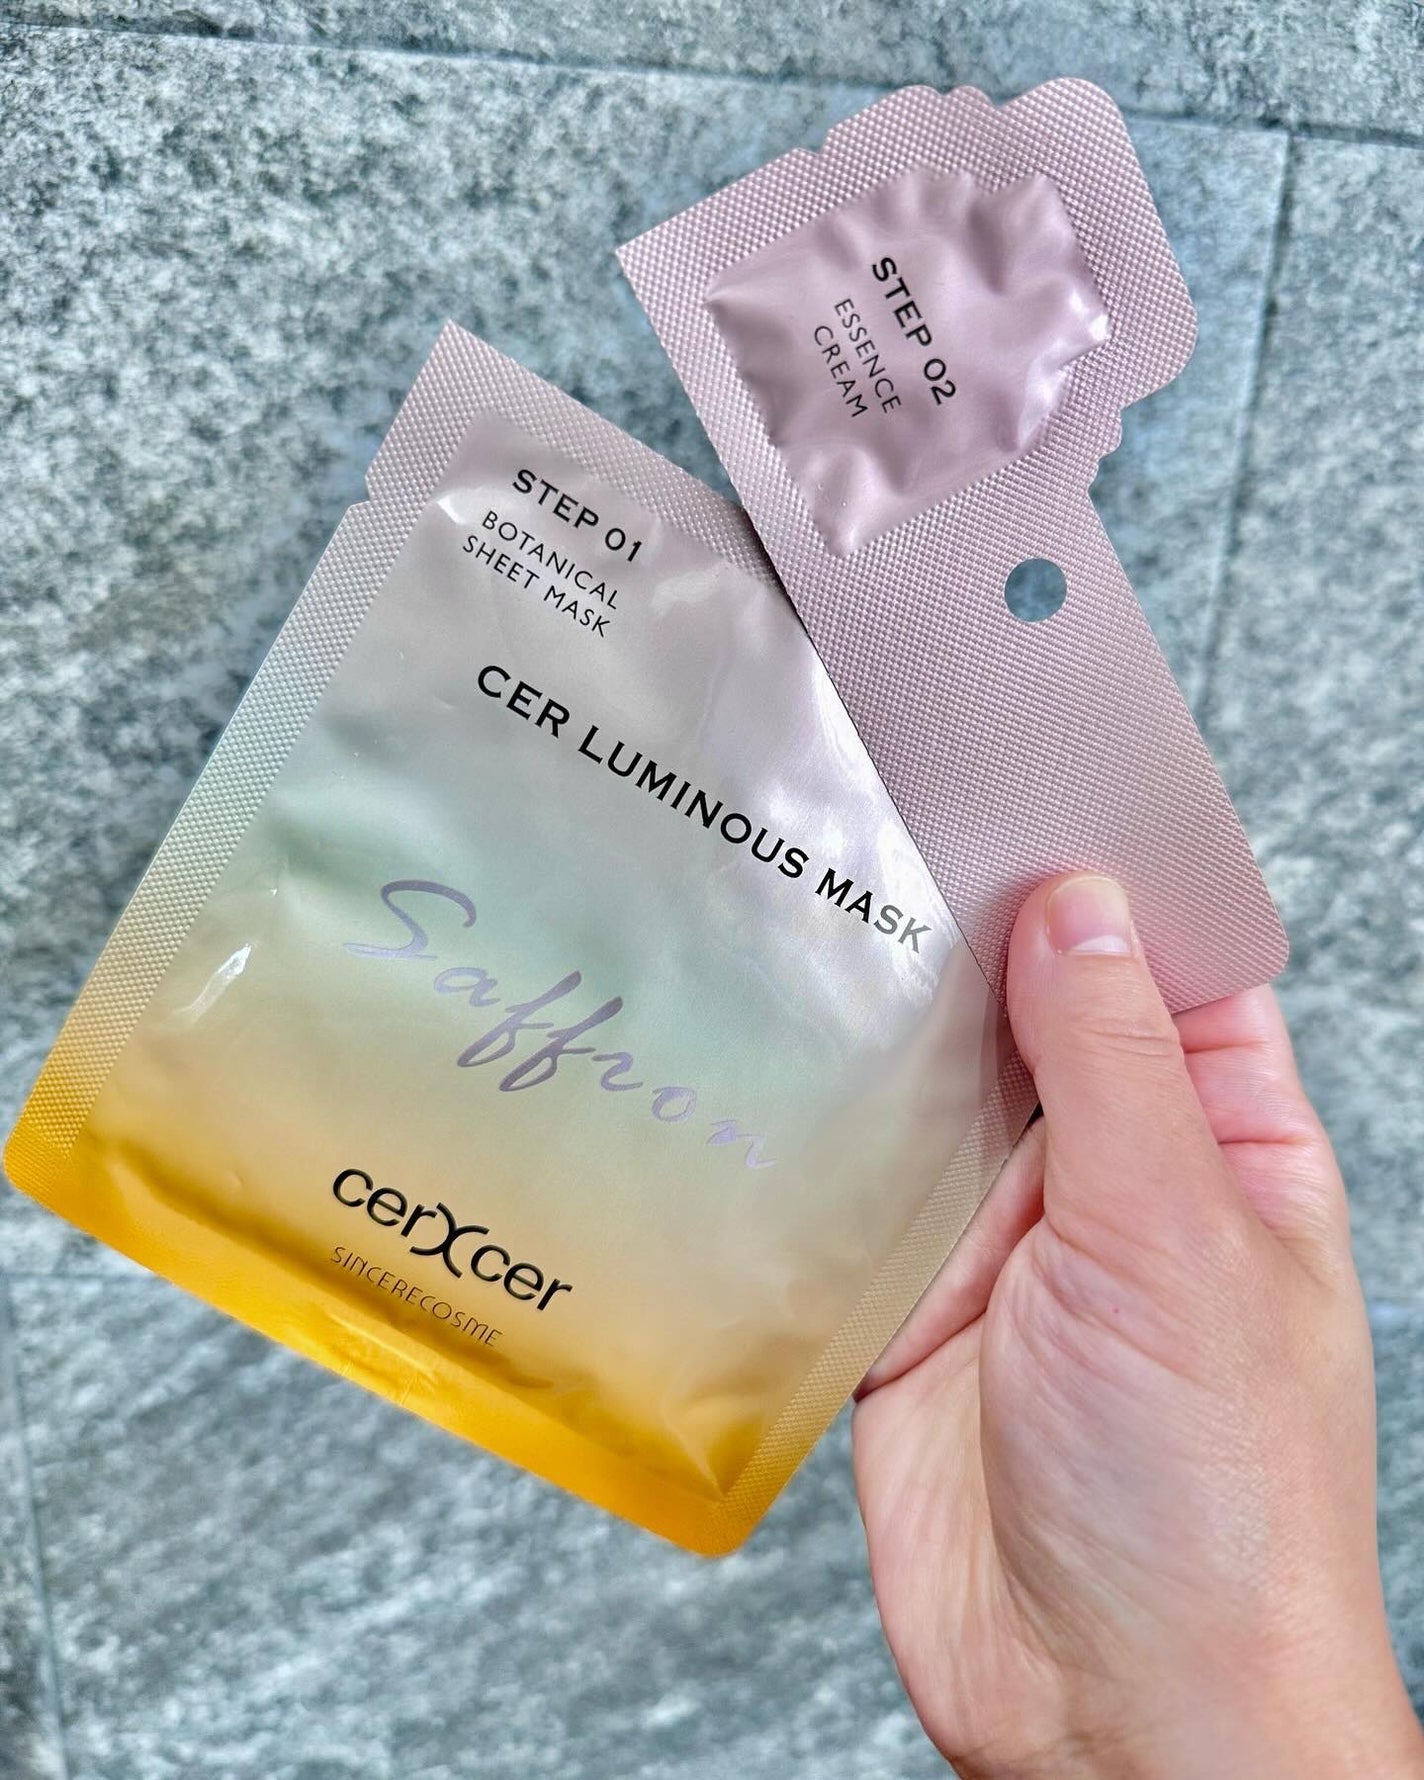 STEP 02
ESSENCE
CREAM
STEP 01
BOTANICAL
SHEET MASK
CER LUMINOUS MASK
Saffron
cerXcer
SINCERECOSME